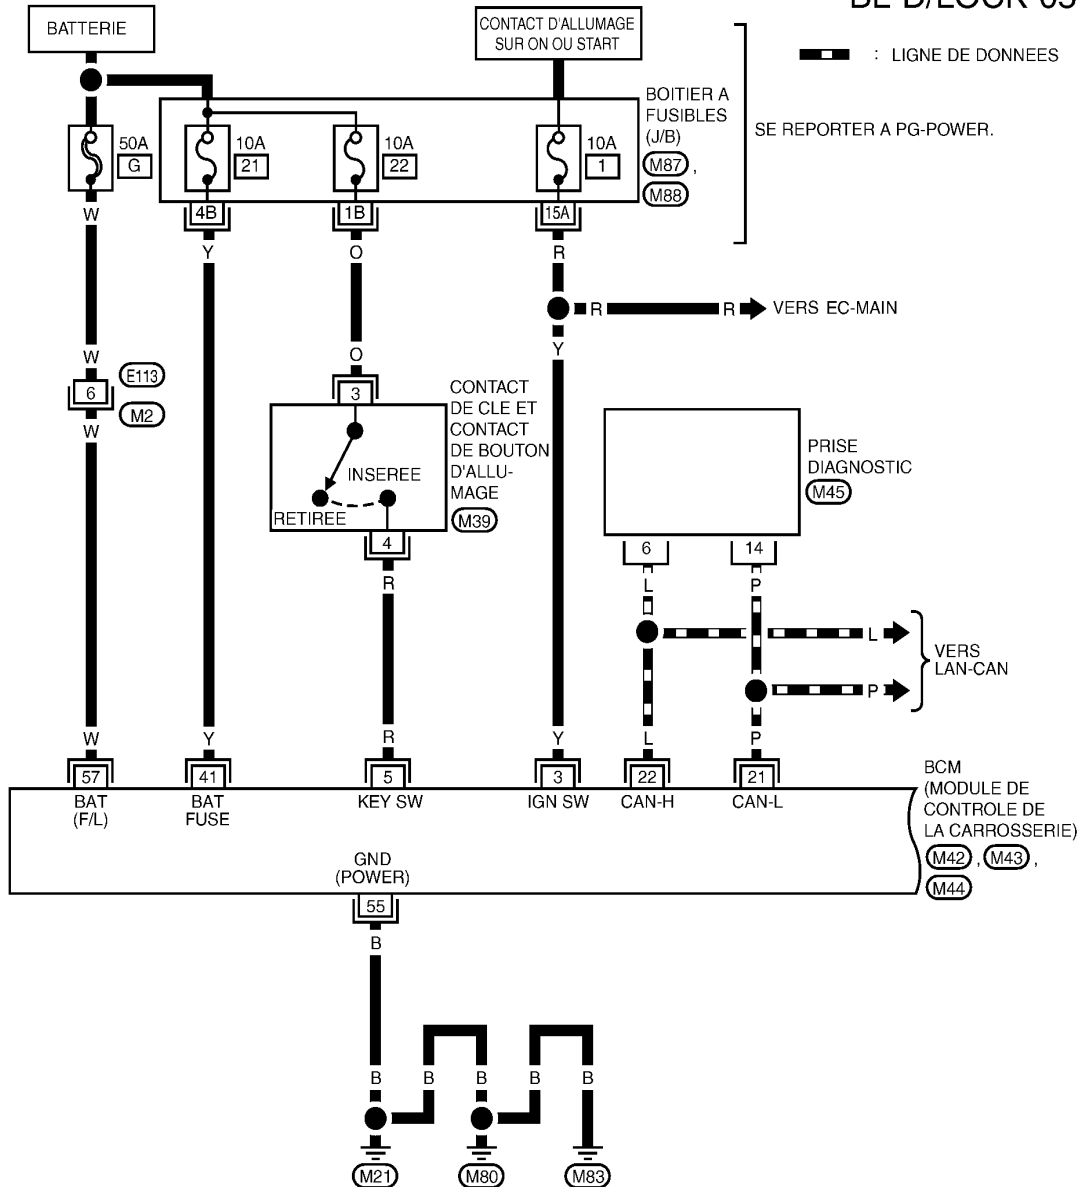 BATTERIE
CONTACT D'ALLUMAGE
SUR ON OU START
: LIGNE DE DONNEES
BOITIER A
FUSIBLES
(J/B)
M87 ,
M88
SE REPORTER A PG-POWER.
50A
G
10A
21
10A
22
10A
1
4B
1B
15A
W
Y
O
R
R
R
VERS EC-MAIN
W
O
Y
6
E113
M2
W
3
CONTACT
DE CLE ET
CONTACT
DE BOUTON
D'ALLU-
MAGE
M39
INSEREE
RETIREE
4
R
PRISE
DIAGNOSTIC
M45
6
14
L
P
L
P
VERS
LAN-CAN
W
Y
R
Y
L
P
57
41
5
3
22
21
BAT
(F/L)
BAT
FUSE
KEY SW
IGN SW
CAN-H
CAN-L
BCM
(MODULE DE
CONTROLE DE
LA CARROSSERIE)
M42 , M43 ,
M44
GND
(POWER)
55
B
B
B
B
B
B
M21
M80
M83